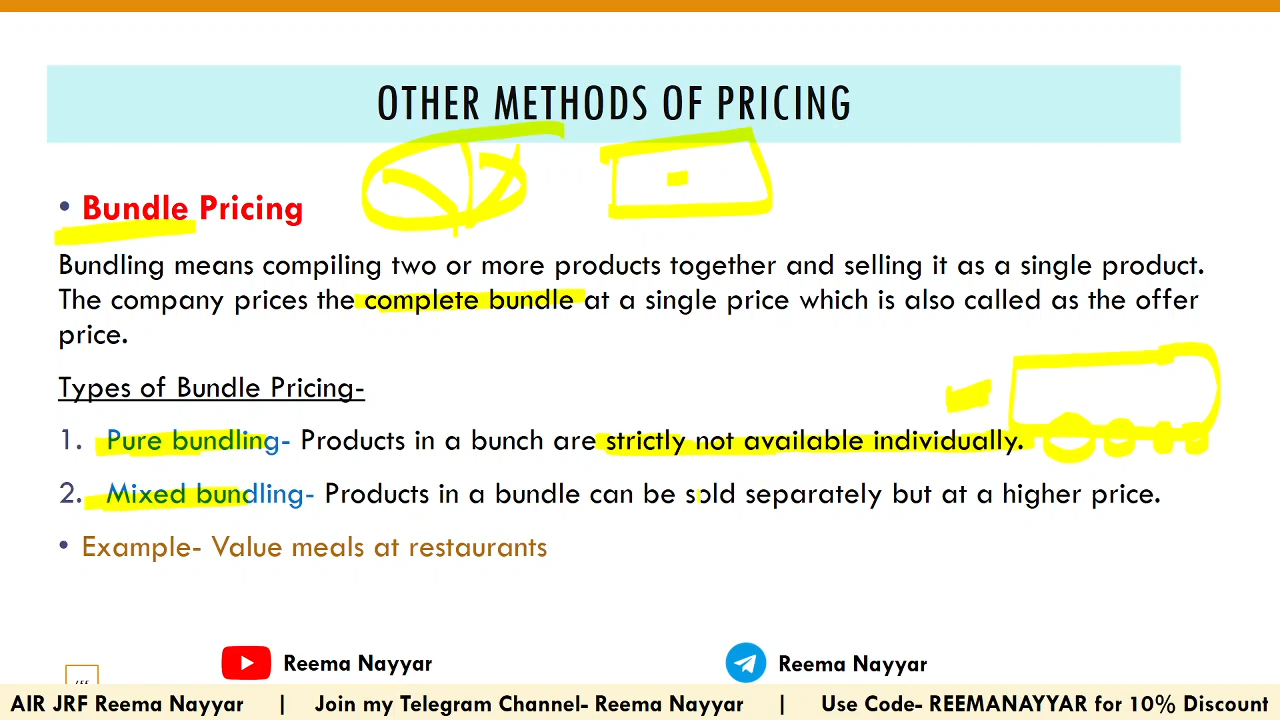 OTHER METHODS OF PRICING
• Bundle Pricing
Bundling means compiling two or more products together and selling it as a single product.
The company prices the complete bundle at a single price which is also called as the offer
price.
Types of Bundle Pricing-
1. Pure bundling- Products in a bunch are strictly not available individually.
2. Mixed bundling- Products in a bundle can be sold separately but at a higher price.
• Example- Value meals at restaurants
Reema Nayyar
Reema Nayyar
AIR JRF Reema Nayyar | Join my Telegram Channel- Reema Nayyar | Use Code- REEMANAYYAR for 10% Discount